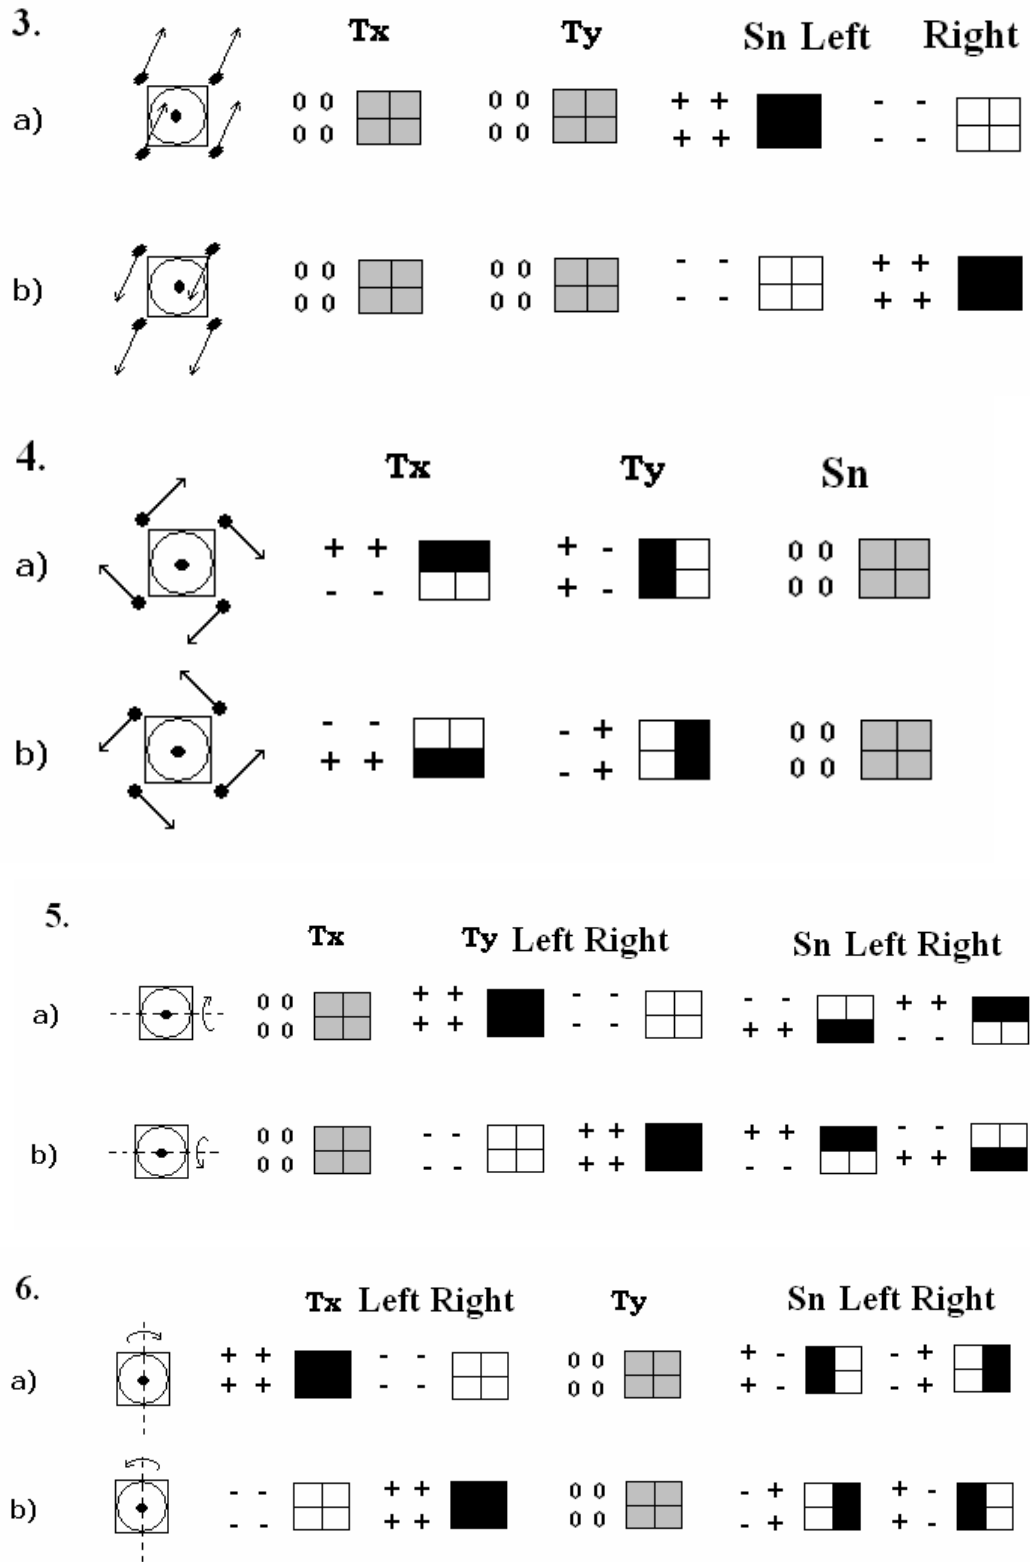 3. Tx Ty Sn Left Right
a) 0 0 0 0 + + - -
0 0 0 0 + + - -
b) 0 0 0 0 - - + +
0 0 0 0 - - + +
4. Tx Ty Sn
a) + + + - 0 0
- - + - 0 0
b) - - - + 0 0
+ + - + 0 0
5. Tx Ty Left Right Sn Left Right
a) 0 0 + + - - - - + +
0 0 + + - - + + - -
b) 0 0 - - + + + + - -
0 0 - - + + - - + +
6. Tx Left Right Ty Sn Left Right
a) + + - - 0 0 + - - +
+ + - - 0 0 + - - +
b) - - + + 0 0 - + + -
- - + + 0 0 - + + -